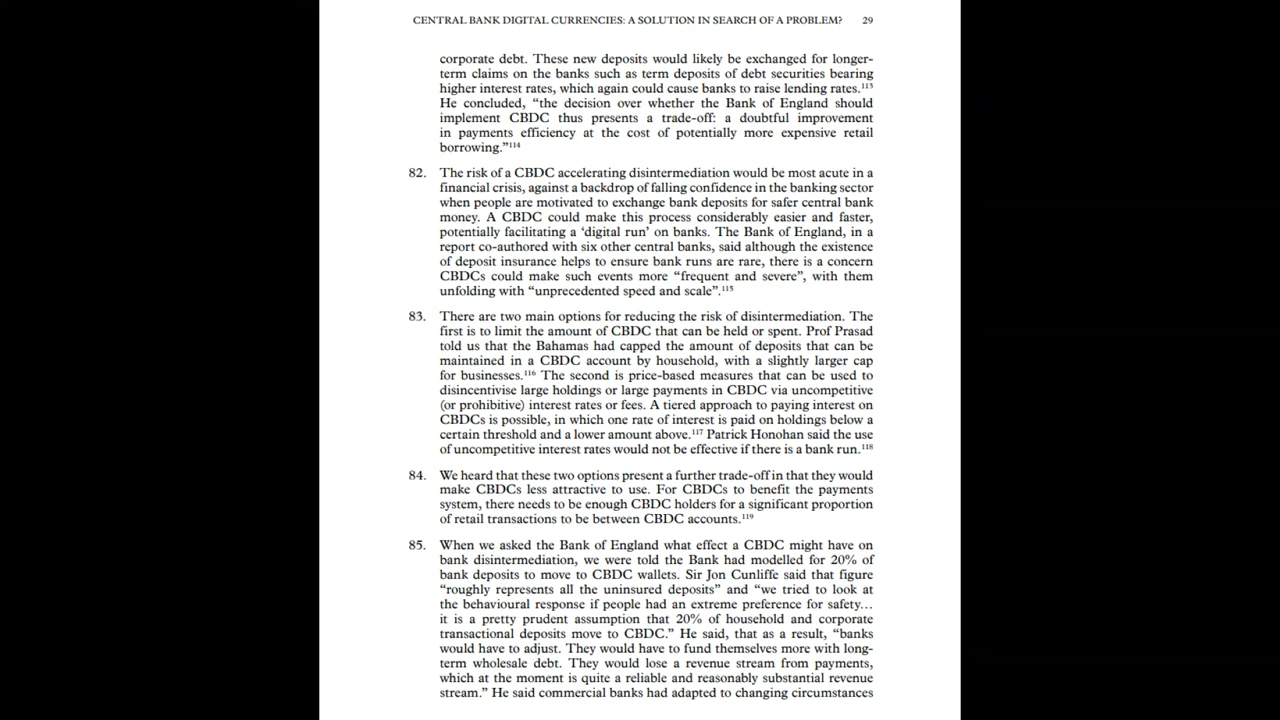 CENTRAL BANK DIGITAL CURRENCIES: A SOLUTION IN SEARCH OF A PROBLEM? 29
corporate debt. These new deposits would likely be exchanged for longer-
term claims on the banks such as term deposits of debt securities bearing
higher interest rates, which again could cause banks to raise lending rates.¹¹³
He concluded, “the decision over whether the Bank of England should
implement CBDC thus presents a trade-off: a doubtful improvement
in payments efficiency at the cost of potentially more expensive retail
borrowing.”¹¹⁴
82. The risk of a CBDC accelerating disintermediation would be most acute in a
financial crisis, against a backdrop of falling confidence in the banking sector
when people are motivated to exchange bank deposits for safer central bank
money. A CBDC could make this process considerably easier and faster,
potentially facilitating a ‘digital run’ on banks. The Bank of England, in a
report co-authored with six other central banks, said although the existence
of deposit insurance helps to ensure bank runs are rare, there is a concern
CBDCs could make such events more “frequent and severe”, with them
unfolding with “unprecedented speed and scale”.¹¹⁵
83. There are two main options for reducing the risk of disintermediation. The
first is to limit the amount of CBDC that can be held or spent. Prof Prasad
told us that the Bahamas had capped the amount of deposits that can be
maintained in a CBDC account by household, with a slightly larger cap
for businesses.¹¹⁶ The second is price-based measures that can be used to
disincentivise large holdings or large payments in CBDC via uncompetitive
(or prohibitive) interest rates or fees. A tiered approach to paying interest on
CBDCs is possible, in which one rate of interest is paid on holdings below a
certain threshold and a lower amount above.¹¹⁷ Patrick Honohan said the use
of uncompetitive interest rates would not be effective if there is a bank run.¹¹⁸
84. We heard that these two options present a further trade-off in that they would
make CBDCs less attractive to use. For CBDCs to benefit the payments
system, there needs to be enough CBDC holders for a significant proportion
of retail transactions to be between CBDC accounts.¹¹⁹
85. When we asked the Bank of England what effect a CBDC might have on
bank disintermediation, we were told the Bank had modelled for 20% of
bank deposits to move to CBDC wallets. Sir Jon Cunliffe said that figure
“roughly represents all the uninsured deposits” and “we tried to look at
the behavioural response if people had an extreme preference for safety…
it is a pretty prudent assumption that 20% of household and corporate
transactional deposits move to CBDC.” He said, that as a result, “banks
would have to adjust. They would have to fund themselves more with long-
term wholesale debt. They would lose a revenue stream from payments,
which at the moment is quite a reliable and reasonably substantial revenue
stream.” He said commercial banks had adapted to changing circumstances